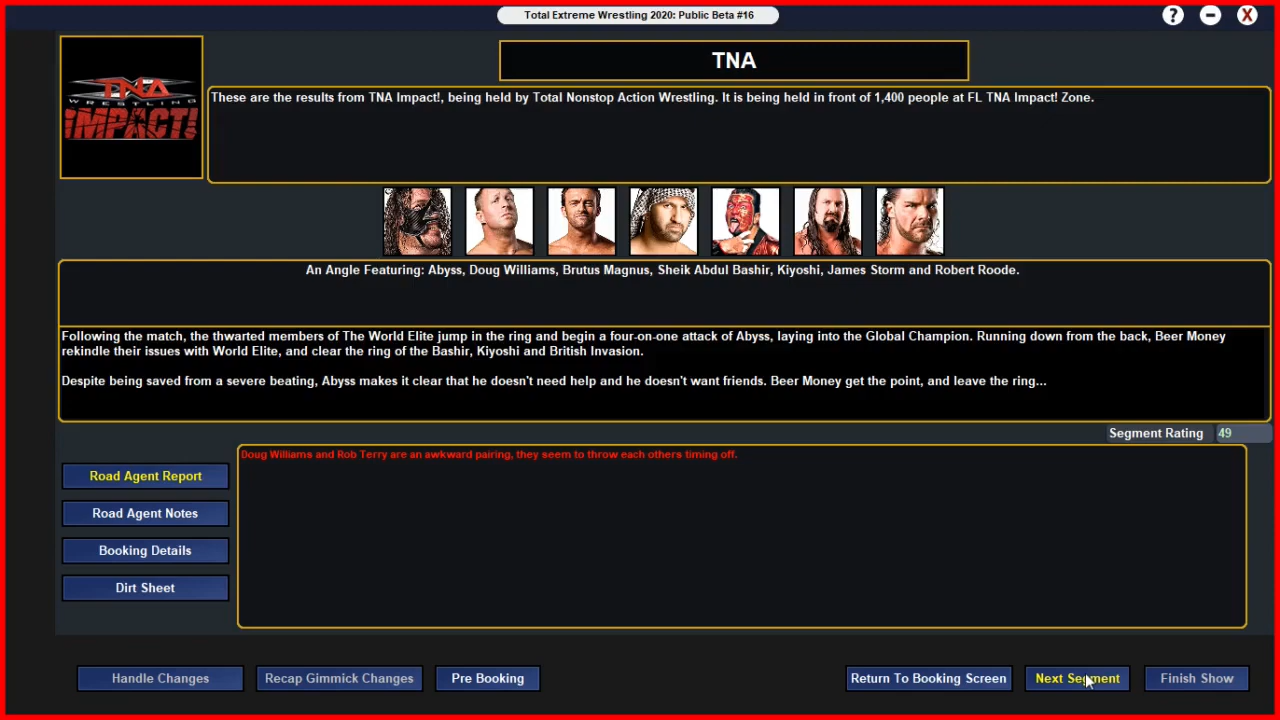 Total Extreme Wrestling 2020: Public Beta #16
? – X
TNA
WRESTLING
iMPACT!
TNA
These are the results from TNA Impact!, being held by Total Nonstop Action Wrestling. It is being held in front of 1,400 people at FL TNA Impact! Zone.
An Angle Featuring: Abyss, Doug Williams, Brutus Magnus, Sheik Abdul Bashir, Kiyoshi, James Storm and Robert Roode.
Following the match, the thwarted members of The World Elite jump in the ring and begin a four-on-one attack of Abyss, laying into the Global Champion. Running down from the back, Beer Money
rekindle their issues with World Elite, and clear the ring of the Bashir, Kiyoshi and British Invasion.
Despite being saved from a severe beating, Abyss makes it clear that he doesn't need help and he doesn't want friends. Beer Money get the point, and leave the ring...
Segment Rating 49
Doug Williams and Rob Terry are an awkward pairing, they seem to throw each others timing off.
Road Agent Report
Road Agent Notes
Booking Details
Dirt Sheet
Handle Changes
Recap Gimmick Changes
Pre Booking
Return To Booking Screen
Next Segment
Finish Show